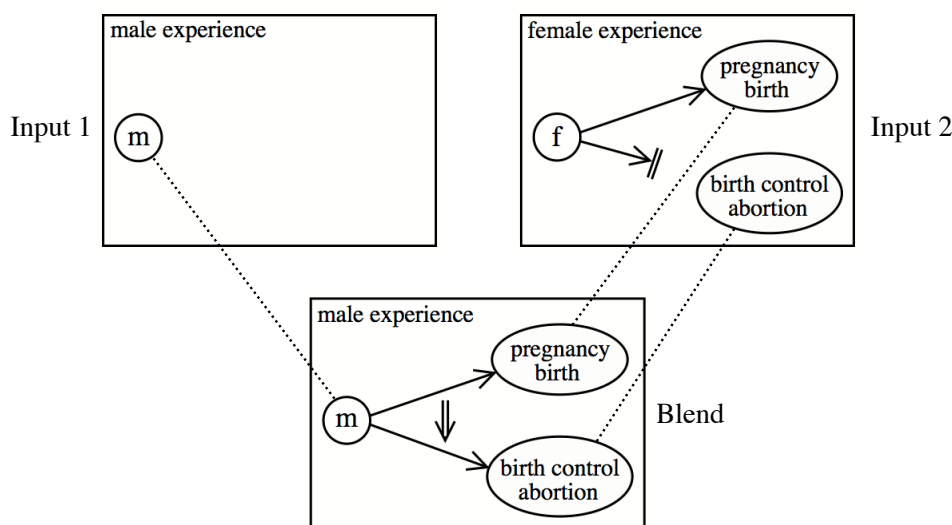 male experience
Input 1
m
female experience
pregnancy
birth
f
Input 2
birth control
abortion
male experience
pregnancy
birth
m
Blend
birth control
abortion